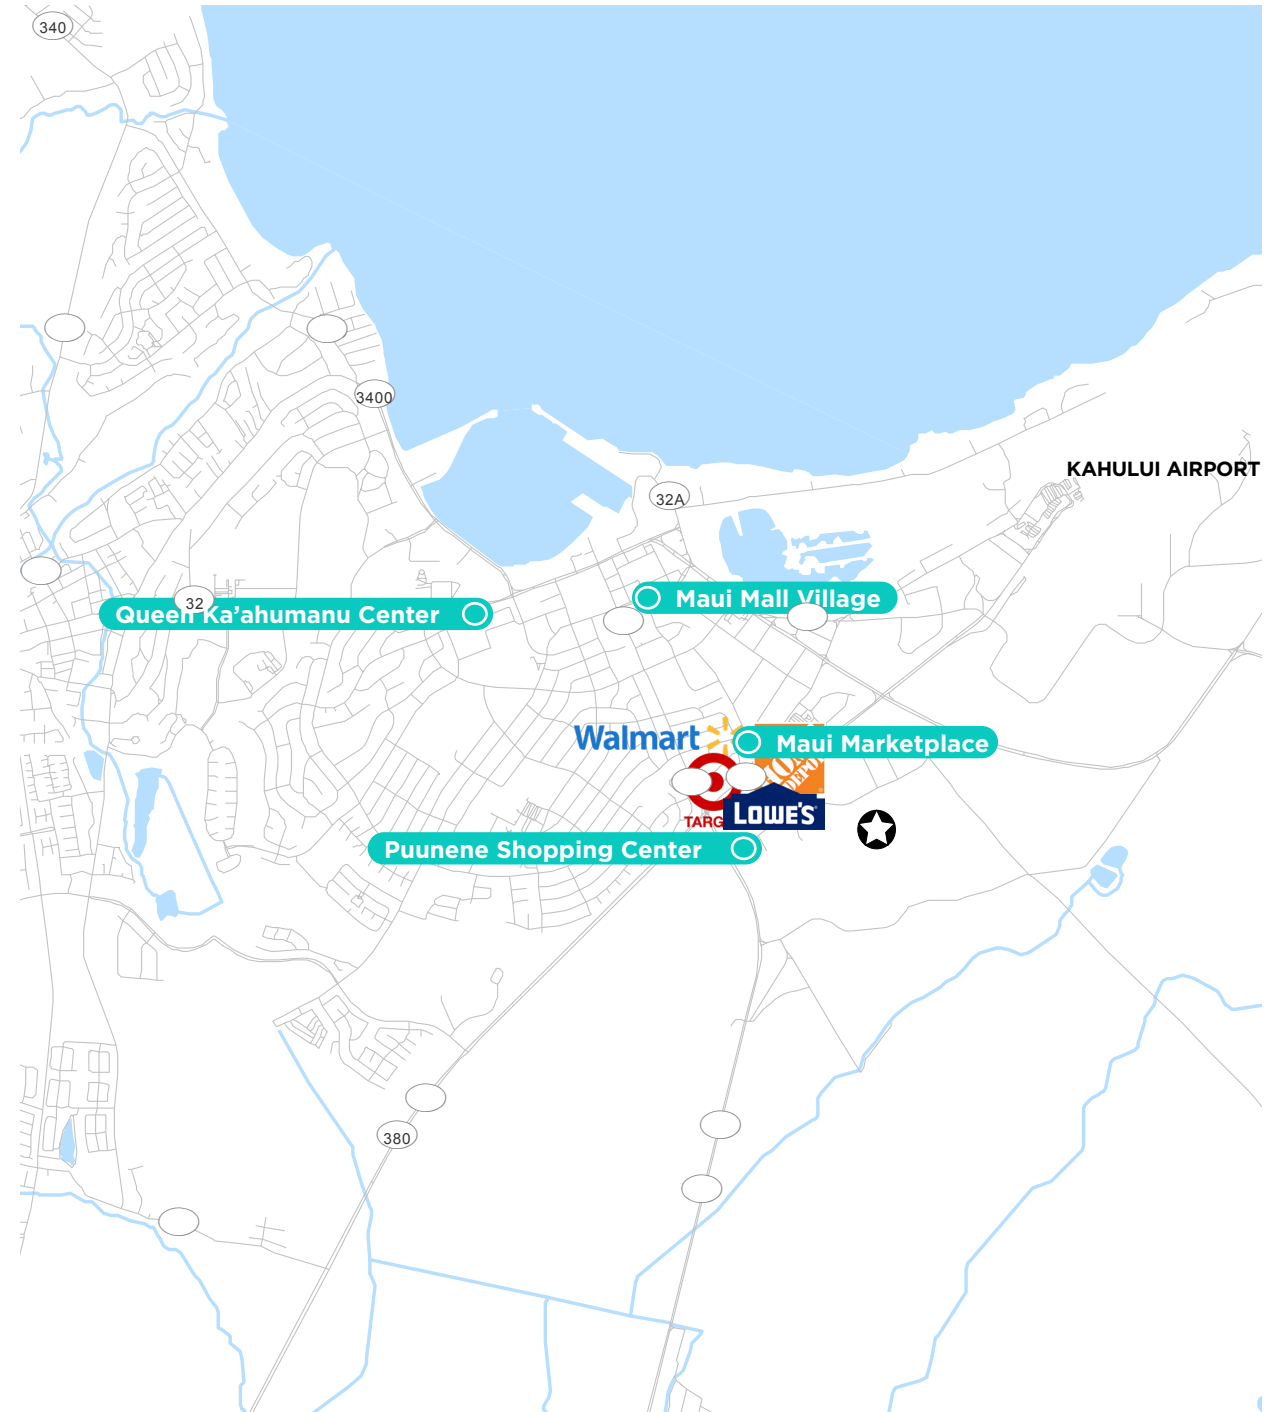 340
3400
KAHULUI AIRPORT
32A
32
Queen Ka’ahumanu Center
Maui Mall Village
Walmart
Maui Marketplace
LOWE'S
Puunene Shopping Center
380